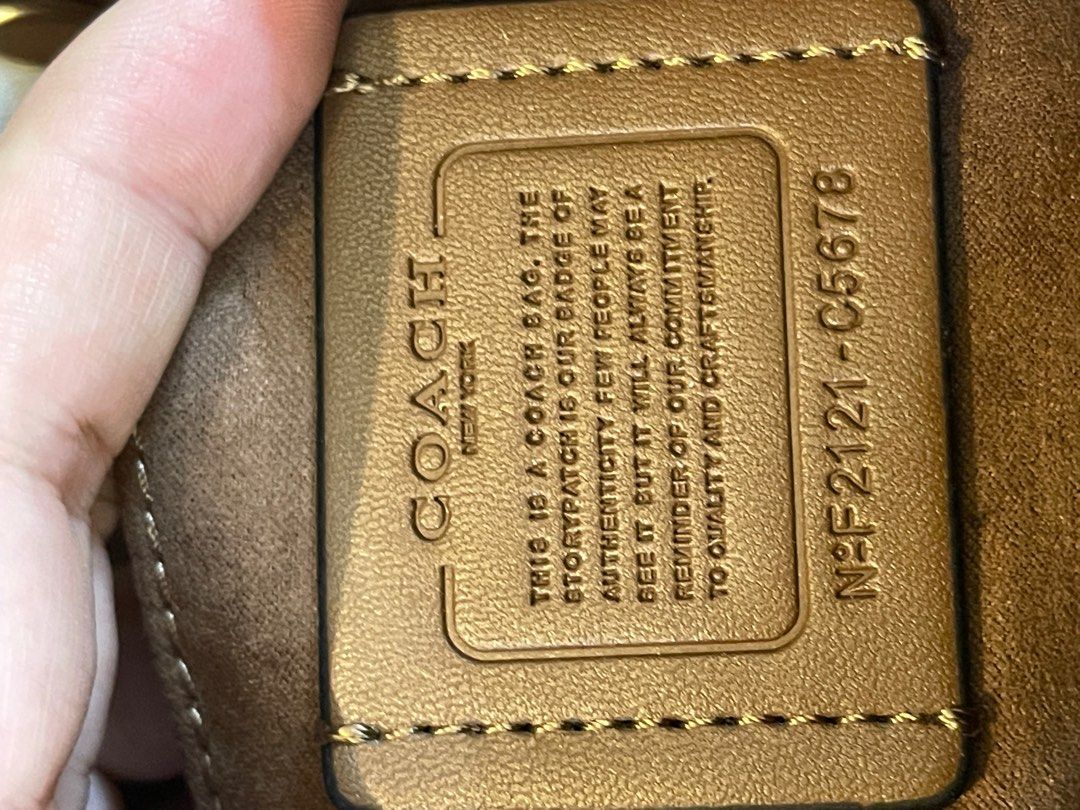 COACH
NEW YORK
THIS IS A COACH BAG. THE
STORYPATCH IS OUR BADGE OF
AUTHENTICITY FEW PEOPLE MAY
SEE IT BUT IT WILL ALWAYS BE A
REMINDER OF OUR COMMITMENT
TO QUALITY AND CRAFTSMANSHIP.
Nº F2121-C5678